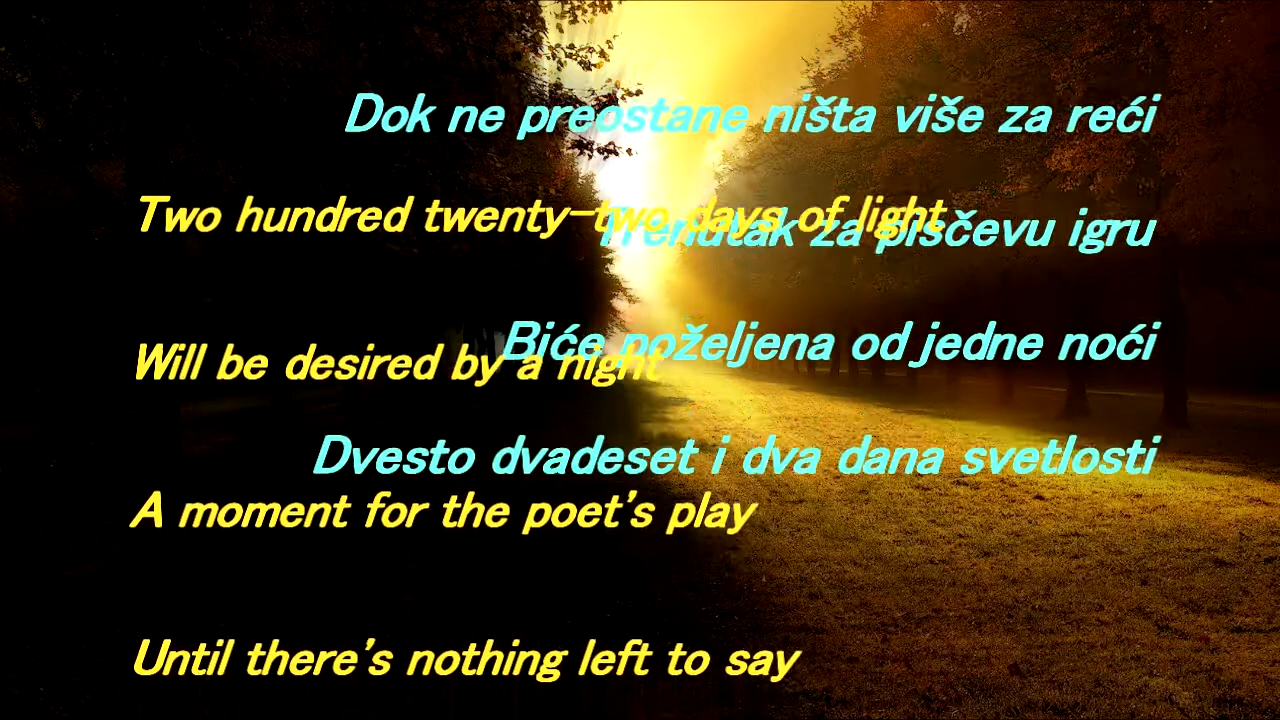 Dok ne preostane ništa više za reći
Two hundred twenty-two days of light
Trenutak za piščevu igru
Biće poželjena od jedne noći
Will be desired by a night
Dvesto dvadeset i dva dana svetlosti
A moment for the poet's play
Until there's nothing left to say